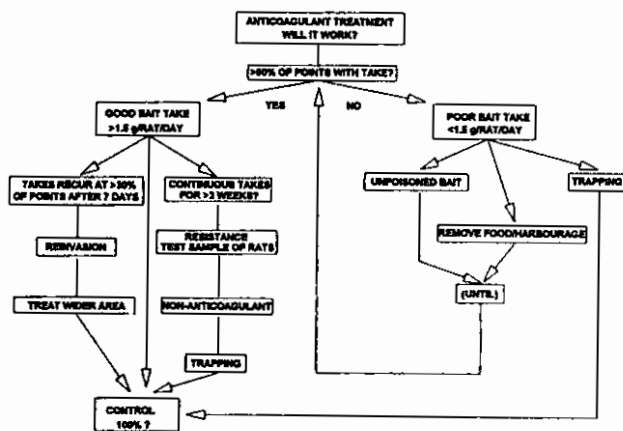 ANTICOAGULANT TREATMENT
WILL IT WORK?
>50% OF POINTS WITH TAKE?
YES
NO
GOOD BAIT TAKE
>1.5 g/RAT/DAY
POOR BAIT TAKE
<1.5 g/RAT/DAY
TAKES RECUR AT >30%
OF POINTS AFTER 7 DAYS
CONTINUOUS TAKES
FOR >3 WEEKS?
UNPOISONED BAIT
TRAPPING
REINVASION
RESISTANCE
TEST SAMPLE OF RATS
REMOVE FOOD/HARBOURAGE
TREAT WIDER AREA
NON-ANTICOAGULANT
(UNTIL)
TRAPPING
CONTROL
100% ?